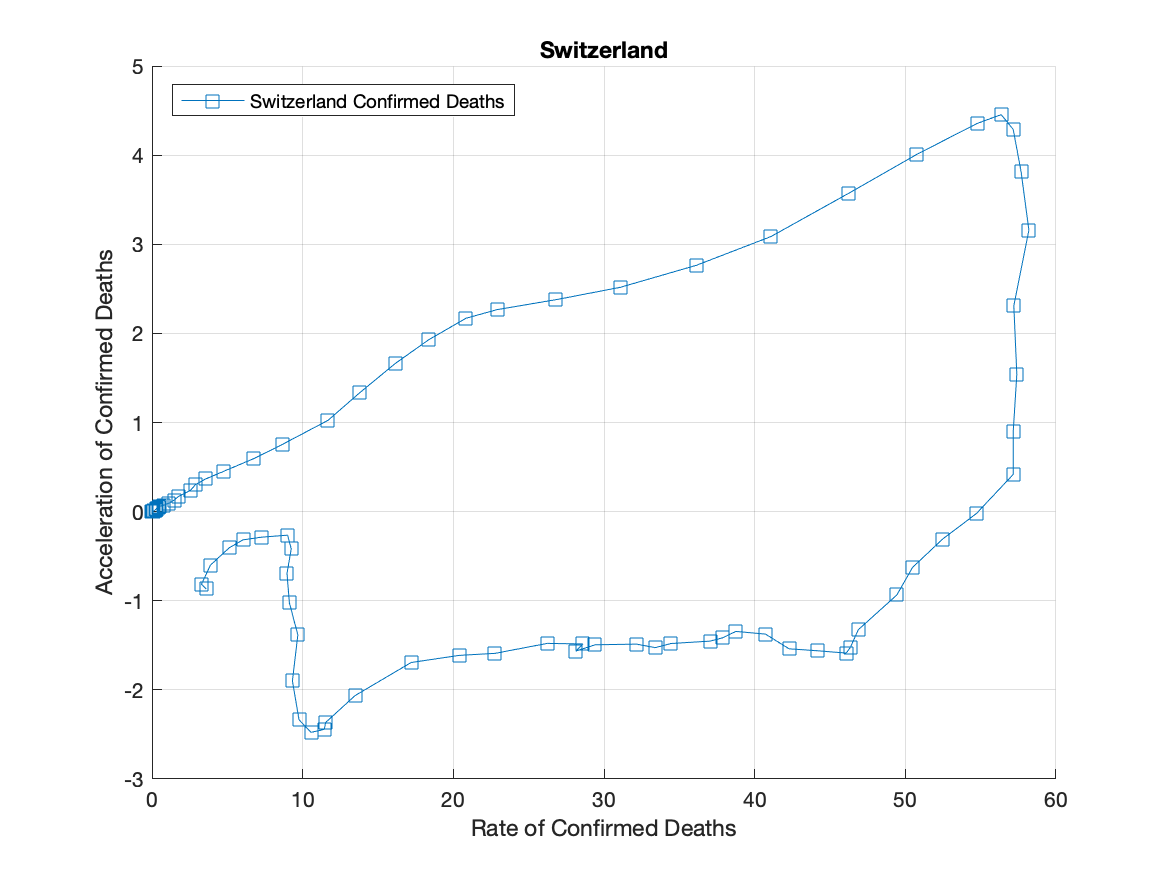 Switzerland
Switzerland Confirmed Deaths
5
4
3
2
1
0
-1
-2
-3
0 10 20 30 40 50 60
Acceleration of Confirmed Deaths
Rate of Confirmed Deaths